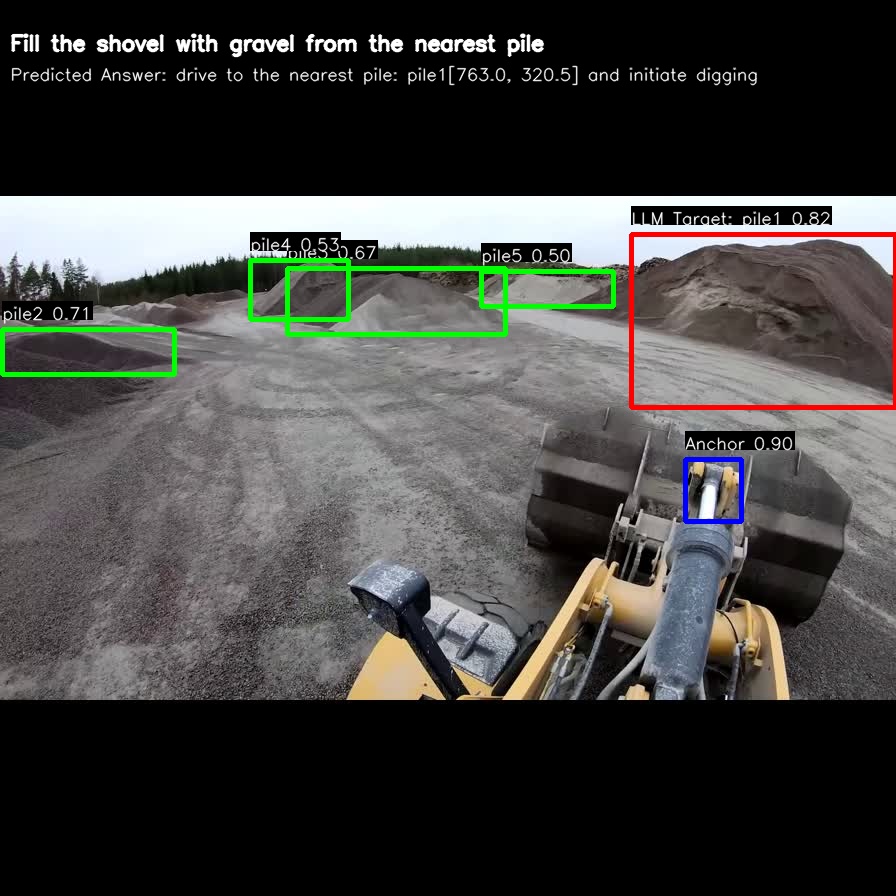 Fill the shovel with gravel from the nearest pile
Predicted Answer: drive to the nearest pile: pile1[763.0, 320.5] and initiate digging
LLM Target: pile1 0.82
pile4 0.53
0.67
pile5 0.50
pile2 0.71
Anchor 0.90